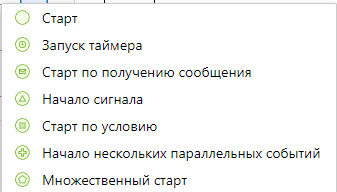 Старт
Запуск таймера
Старт по получению сообщения
Начало сигнала
Старт по условию
Начало нескольких параллельных событий
Множественный старт